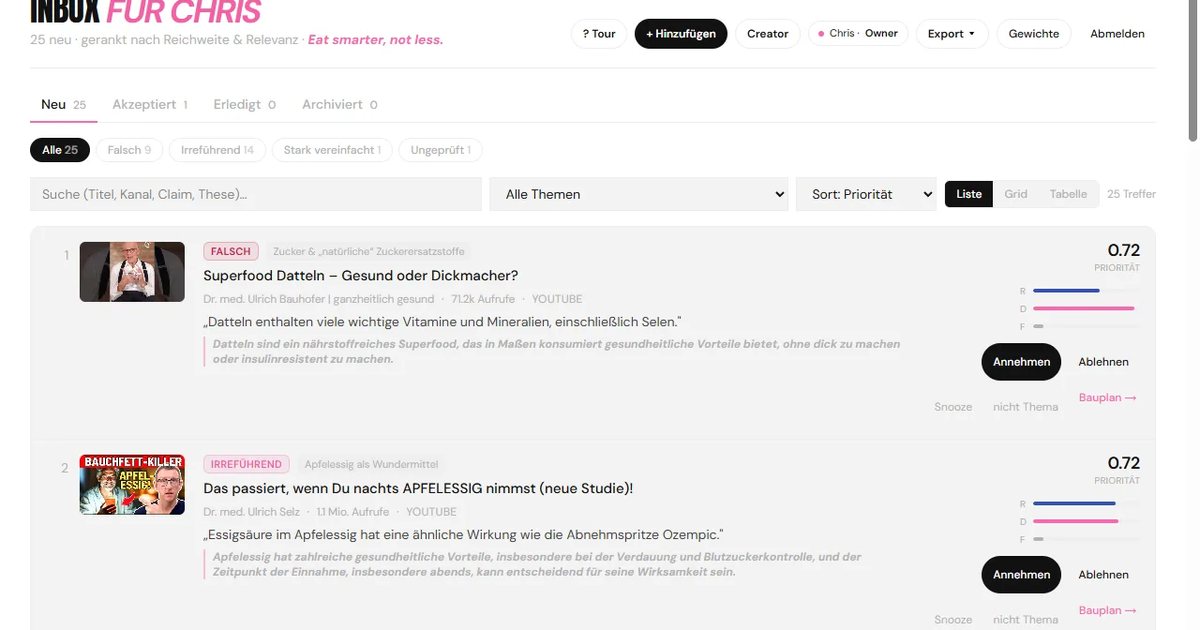 INBOX FÜR CHRIS
25 neu · gerankt nach Reichweite & Relevanz · Eat smarter, not less.
? Tour
+ Hinzufügen
Creator
Chris · Owner
Export ▾
Gewichte
Abmelden
Neu 25
Akzeptiert 1
Erledigt 0
Archiviert 0
Alle 25
Falsch 9
Irreführend 14
Stark vereinfacht 1
Ungeprüft 1
Suche (Titel, Kanal, Claim, These)...
Alle Themen
Sort: Priorität
Liste
Grid
Tabelle
25 Treffer
1
FALSCH
Zucker & „natürliche“ Zuckerersatzstoffe
Superfood Datteln – Gesund oder Dickmacher?
Dr. med. Ulrich Bauhofer | ganzheitlich gesund · 71.2k Aufrufe · YOUTUBE
„Datteln enthalten viele wichtige Vitamine und Mineralien, einschließlich Selen."
Datteln sind ein nährstoffreiches Superfood, das in Maßen konsumiert gesundheitliche Vorteile bietet, ohne dick zu machen
oder insulinresistent zu machen.
0.72
PRIORITÄT
R
D
F
Annehmen
Ablehnen
Snooze
nicht Thema
Bauplan →
2
BAUCHFETT-KILLER
APFEL-
ESSIG!
IRREFÜHREND
Apfelessig als Wundermittel
Das passiert, wenn Du nachts APFELESSIG nimmst (neue Studie)!
Dr. med. Ulrich Selz · 1.1 Mio. Aufrufe · YOUTUBE
„Essigsäure im Apfelessig hat eine ähnliche Wirkung wie die Abnehmspritze Ozempic."
Apfelessig hat zahlreiche gesundheitliche Vorteile, insbesondere bei der Verdauung und Blutzuckerkontrolle, und der
Zeitpunkt der Einnahme, insbesondere abends, kann entscheidend für seine Wirksamkeit sein.
0.72
PRIORITÄT
R
D
F
Annehmen
Ablehnen
Snooze
nicht Thema
Bauplan →